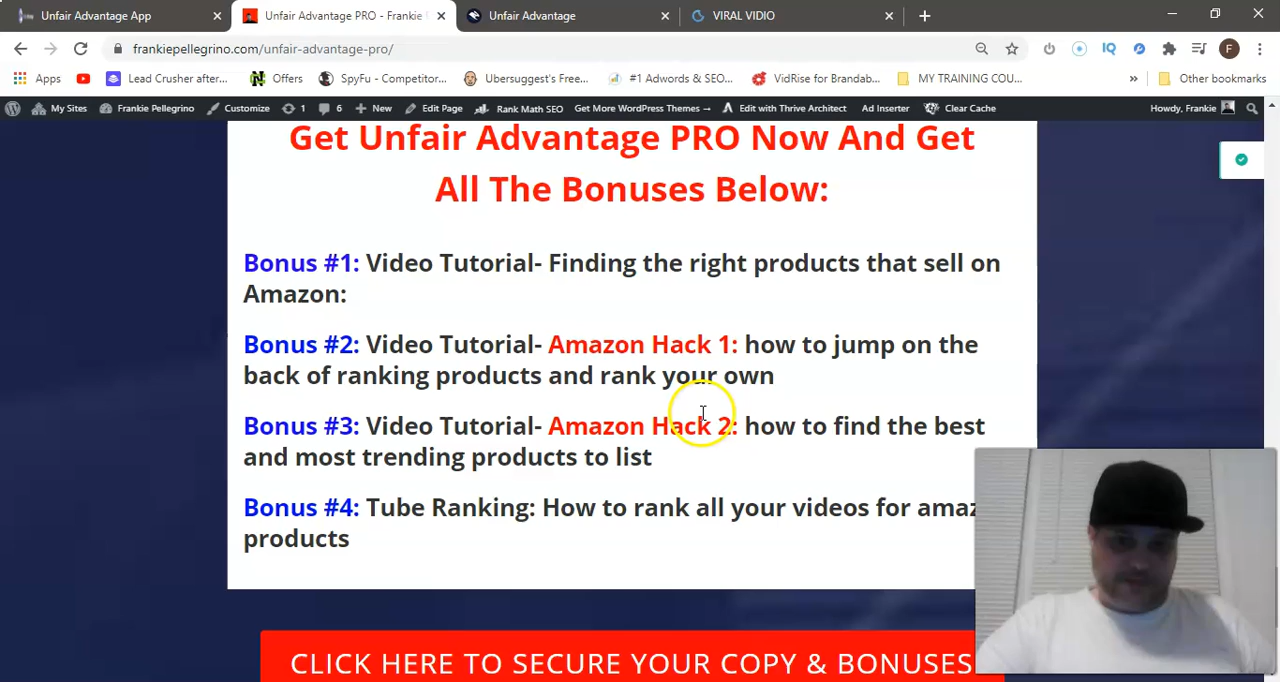 Unfair Advantage App
Unfair Advantage PRO - Frankie
Unfair Advantage
VIRAL VIDIO
frankiepellegrino.com/unfair-advantage-pro/
IQ
F
Apps
Lead Crusher after...
Offers
SpyFu - Competitor...
Ubersuggest's Free...
#1 Adwords & SEO...
VidRise for Brandab...
MY TRAINING COU...
Other bookmarks
My Sites
Frankie Pellegrino
Customize
1
6
New
Edit Page
Rank Math SEO
Get More WordPress Themes →
Edit with Thrive Architect
Ad Inserter
Clear Cache
Howdy, Frankie
Get Unfair Advantage PRO Now And Get
All The Bonuses Below:
Bonus #1: Video Tutorial- Finding the right products that sell on
Amazon:
Bonus #2: Video Tutorial- Amazon Hack 1: how to jump on the
back of ranking products and rank your own
Bonus #3: Video Tutorial- Amazon Hack 2: how to find the best
and most trending products to list
Bonus #4: Tube Ranking: How to rank all your videos for amaz
products
CLICK HERE TO SECURE YOUR COPY & BONUSES